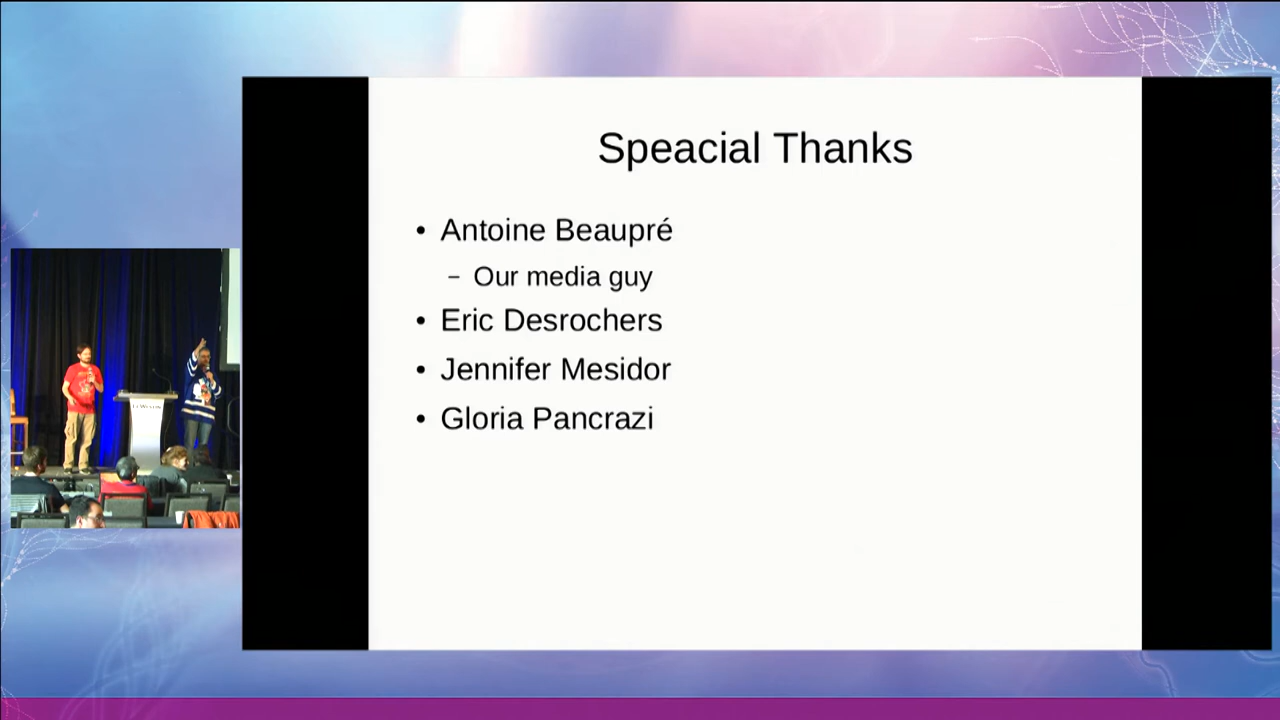 Speacial Thanks
• Antoine Beaupré
– Our media guy
• Eric Desrochers
• Jennifer Mesidor
• Gloria Pancrazi